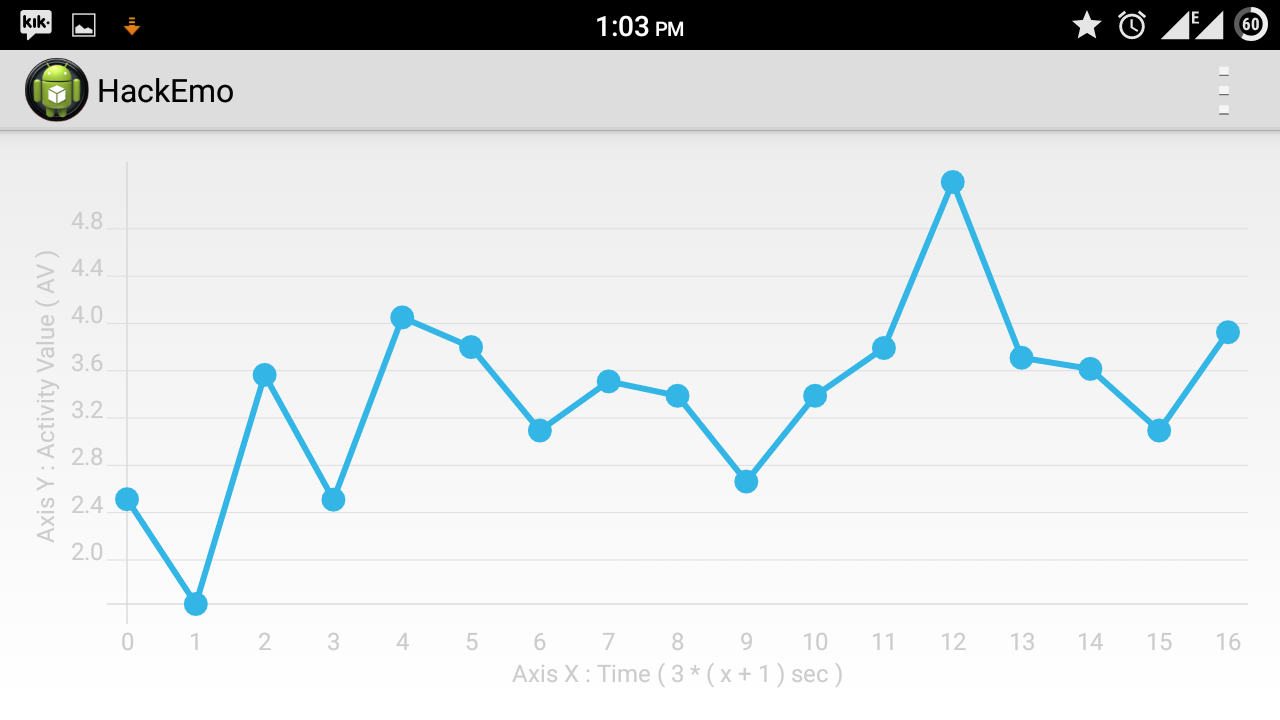 kik·
1:03 PM
E
60
HackEmo
Axis Y : Activity Value ( AV )
4.8
4.4
4.0
3.6
3.2
2.8
2.4
2.0
0 1 2 3 4 5 6 7 8 9 10 11 12 13 14 15 16
Axis X : Time ( 3 * ( x + 1 ) sec )